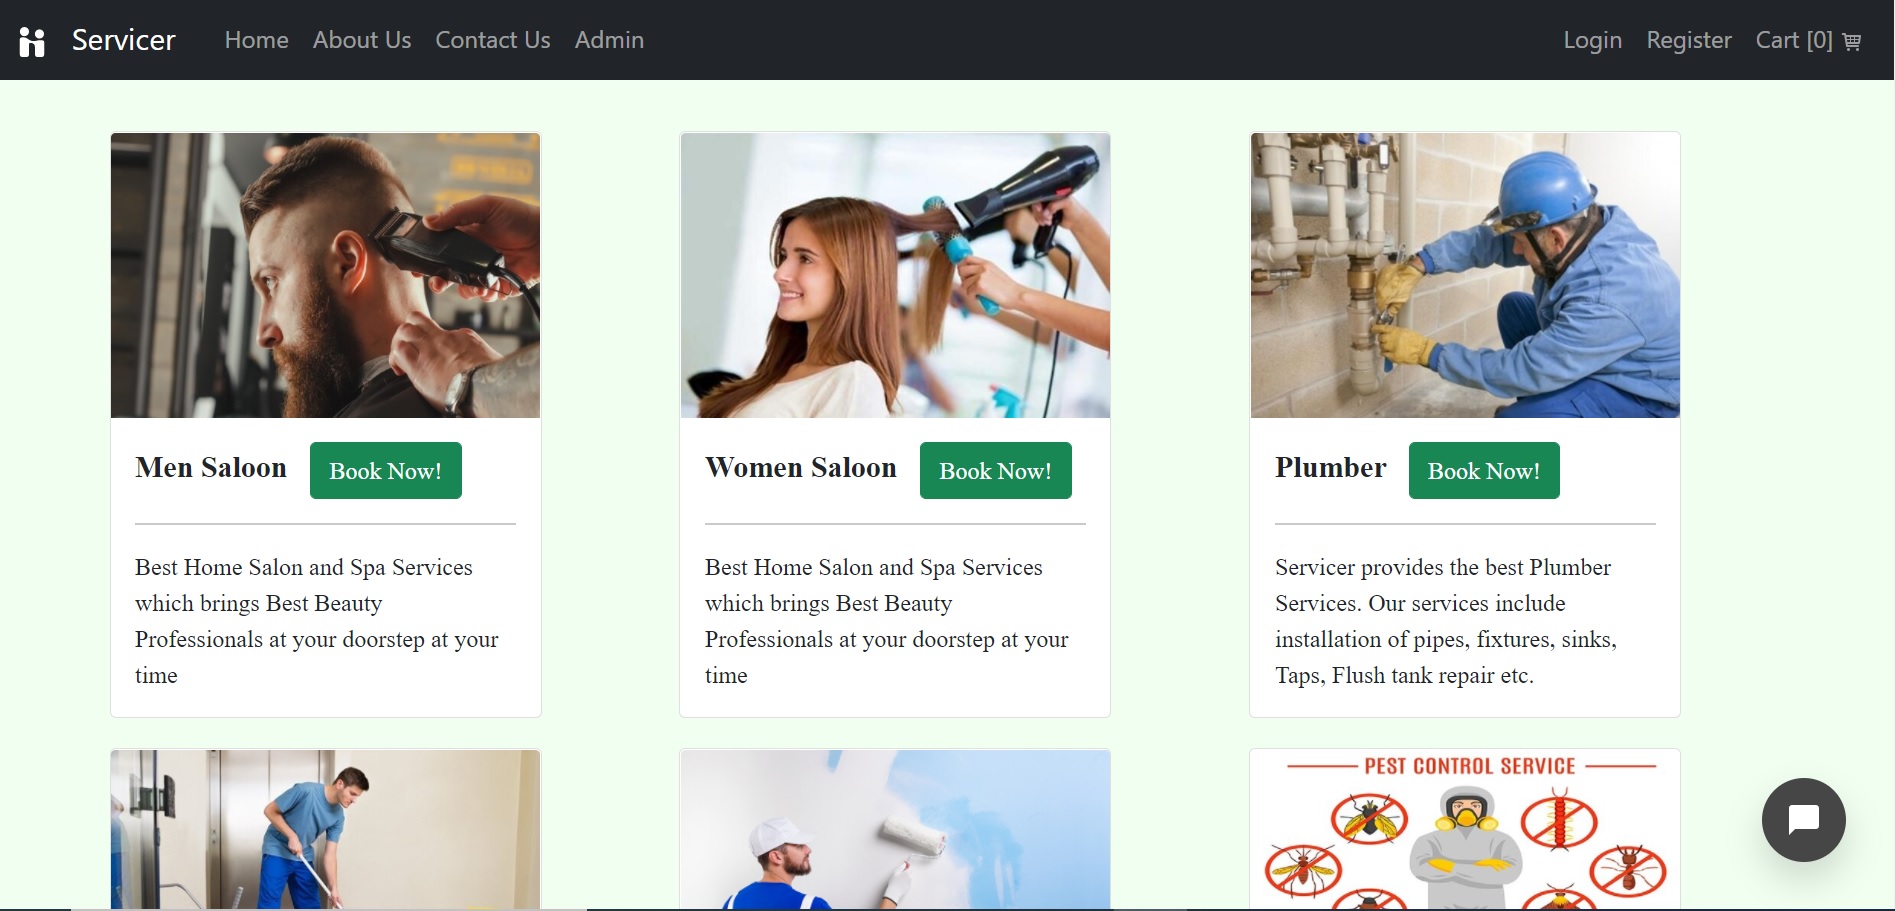 Servicer Home About Us Contact Us Admin Login Register Cart [0]
Men Saloon Book Now!
Best Home Salon and Spa Services
which brings Best Beauty
Professionals at your doorstep at your
time
Women Saloon Book Now!
Best Home Salon and Spa Services
which brings Best Beauty
Professionals at your doorstep at your
time
Plumber Book Now!
Servicer provides the best Plumber
Services. Our services include
installation of pipes, fixtures, sinks,
Taps, Flush tank repair etc.
PEST CONTROL SERVICE